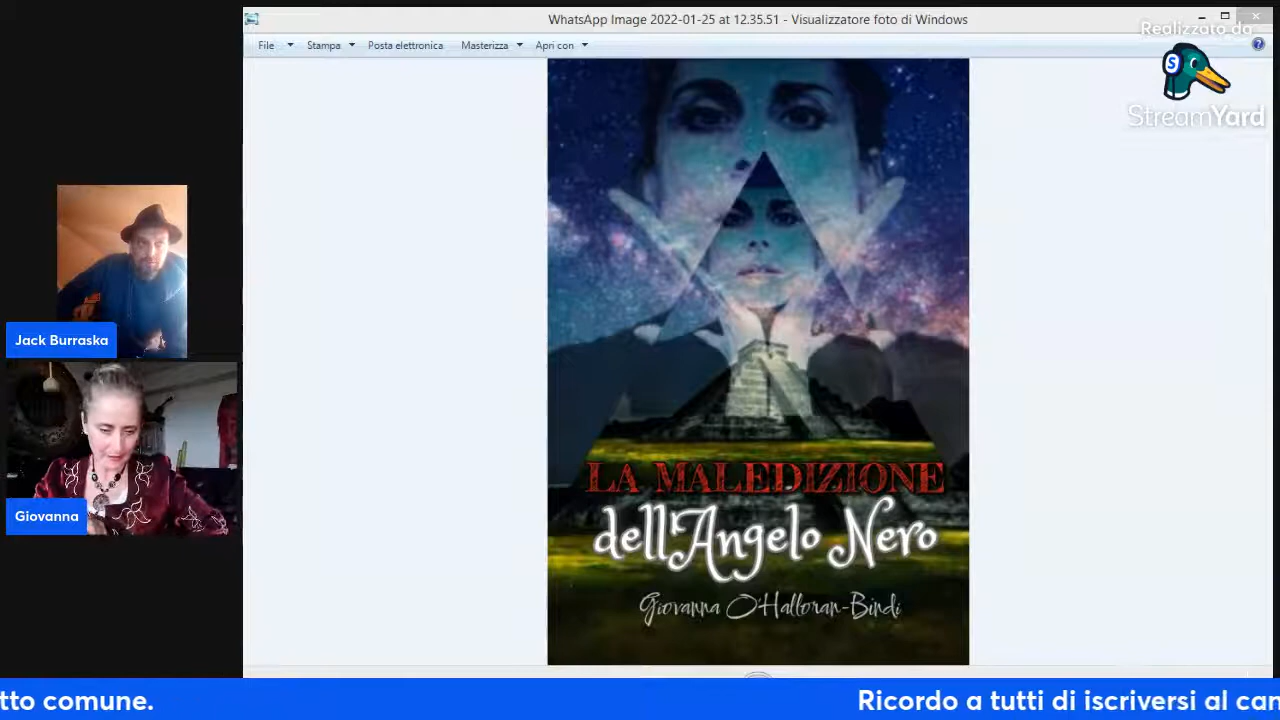 WhatsApp Image 2022-01-25 at 12.35.51 - Visualizzatore foto di Windows
File Stampa Posta elettronica Masterizza Apri con
Realizzato da
S
StreamYard
Jack Burraska
Giovanna
LA MALEDIZIONE
dell'Angelo Nero
Giovanna O'Halloran-Bindi
tto comune. Ricordo a tutti di iscriversi al can